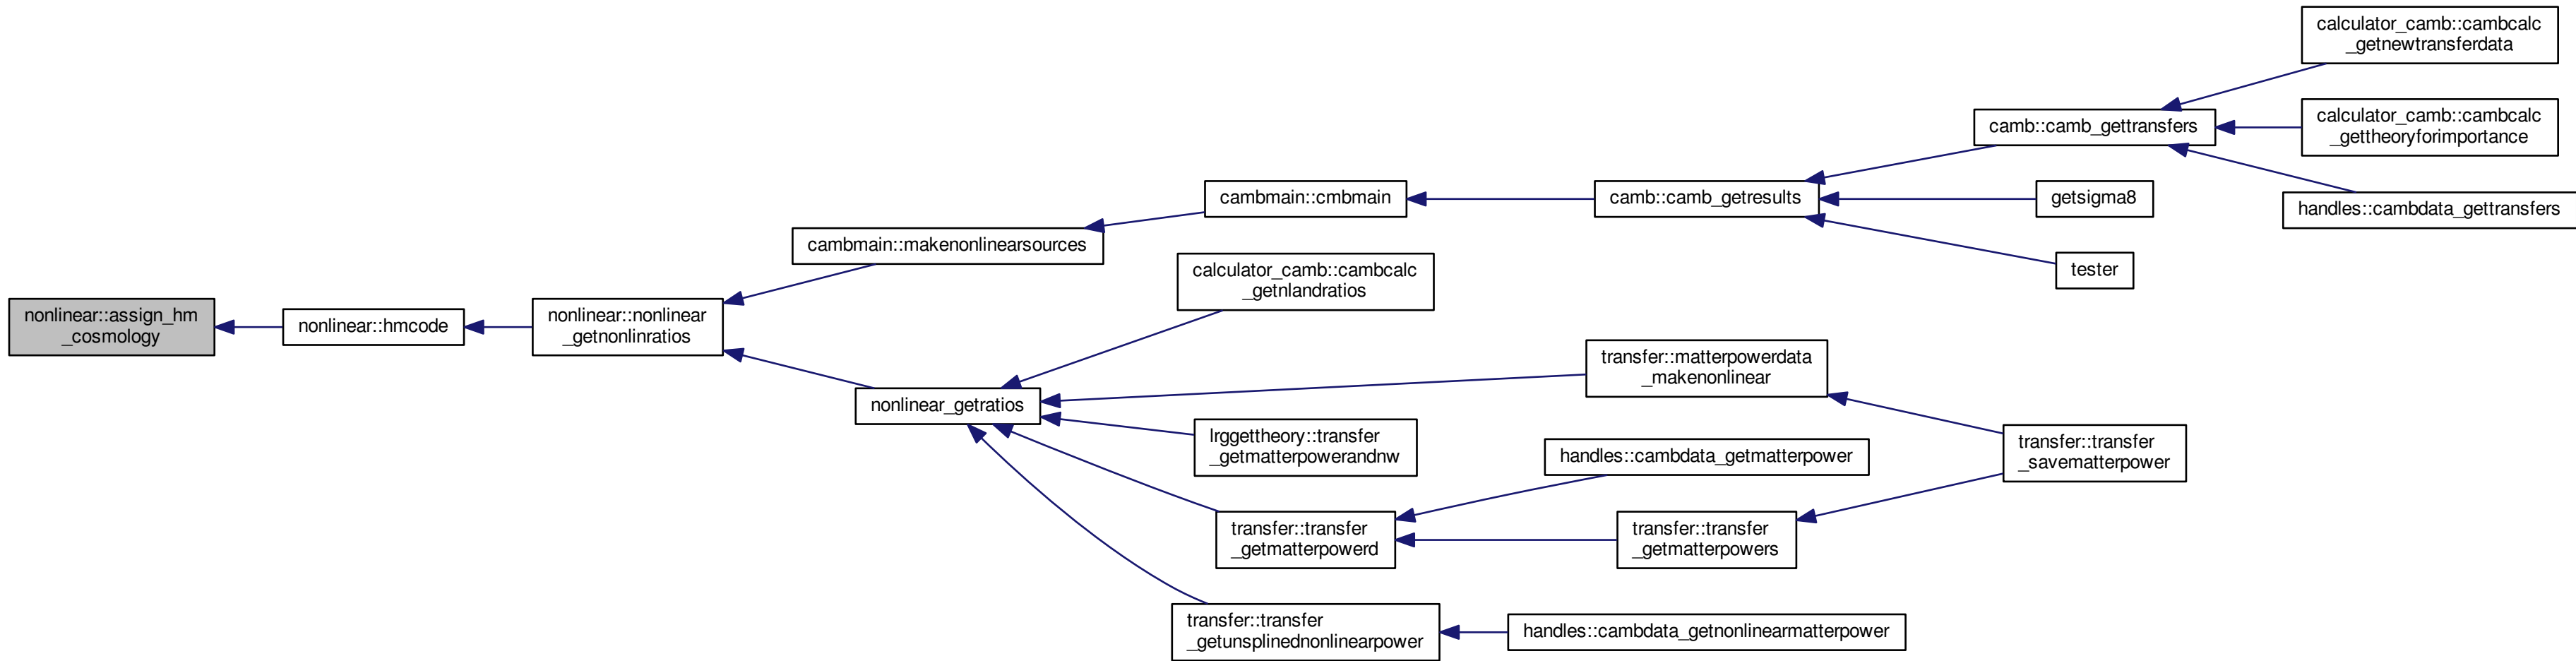 calculator_camb::cambcalc
_getnewtransferdata
camb::camb_gettransfers
calculator_camb::cambcalc
_gettheoryforimportance
cambmain::cmbmain
camb::camb_getresults
getsigma8
handles::cambdata_gettransfers
cambmain::makenonlinearsources
calculator_camb::cambcalc
_getnlandratios
tester
nonlinear::assign_hm
_cosmology
nonlinear::hmcode
nonlinear::nonlinear
_getnonlinratios
transfer::matterpowerdata
_makenonlinear
nonlinear_getratios
lrggettheory::transfer
_getmatterpowerandnw
handles::cambdata_getmatterpower
transfer::transfer
_savematterpower
transfer::transfer
_getmatterpowerd
transfer::transfer
_getmatterpowers
transfer::transfer
_getunsplinednonlinearpower
handles::cambdata_getnonlinearmatterpower